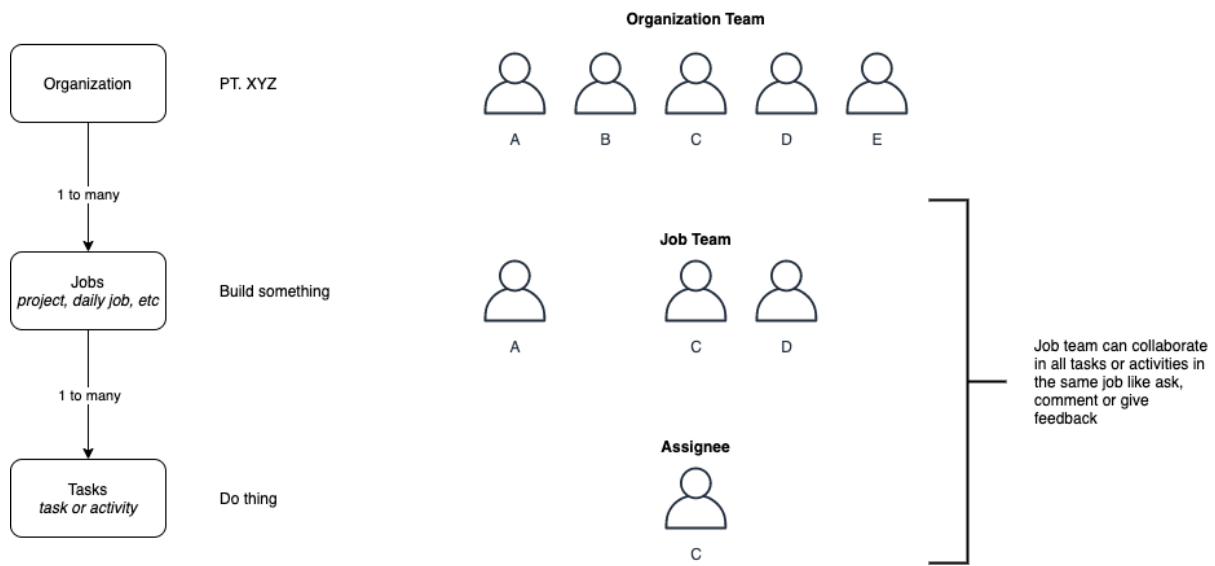 Organization Team
Organization
PT. XYZ
A
B
C
D
E
1 to many
Job Team
Jobs
project, daily job, etc
Build something
A
C
D
Job team can collaborate
in all tasks or activities in
the same job like ask,
comment or give
feedback
1 to many
Assignee
Tasks
task or activity
Do thing
C